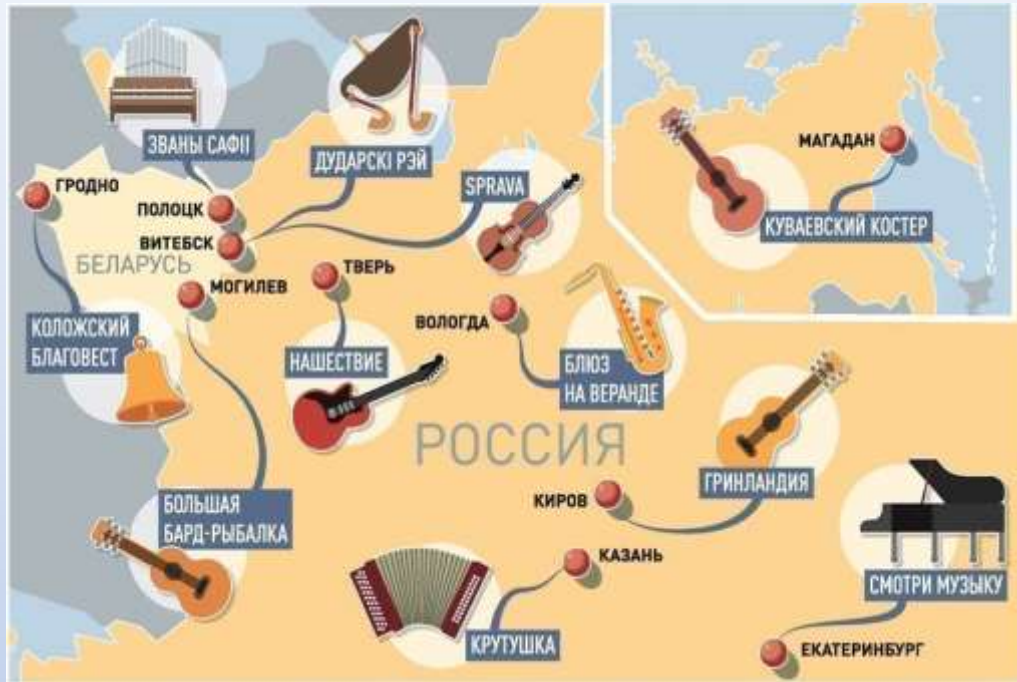 ЗВАНЫ САФІІ
ДУДАРСКІ РЭЙ
SPRAVA
ГРОДНО
ПОЛОЦК
ВИТЕБСК
БЕЛАРУСЬ
МОГИЛЕВ
ТВЕРЬ
ВОЛОГДА
КОЛОЖСКИЙ
БЛАГОВЕСТ
НАШЕСТВИЕ
БЛЮЗ
НА ВЕРАНДЕ
РОССИЯ
БОЛЬШАЯ
БАРД-РЫБАЛКА
КИРОВ
ГРИНЛАНДИЯ
КАЗАНЬ
КРУТУШКА
СМОТРИ МУЗЫКУ
ЕКАТЕРИНБУРГ
МАГАДАН
КУВАЕВСКИЙ КОСТЕР